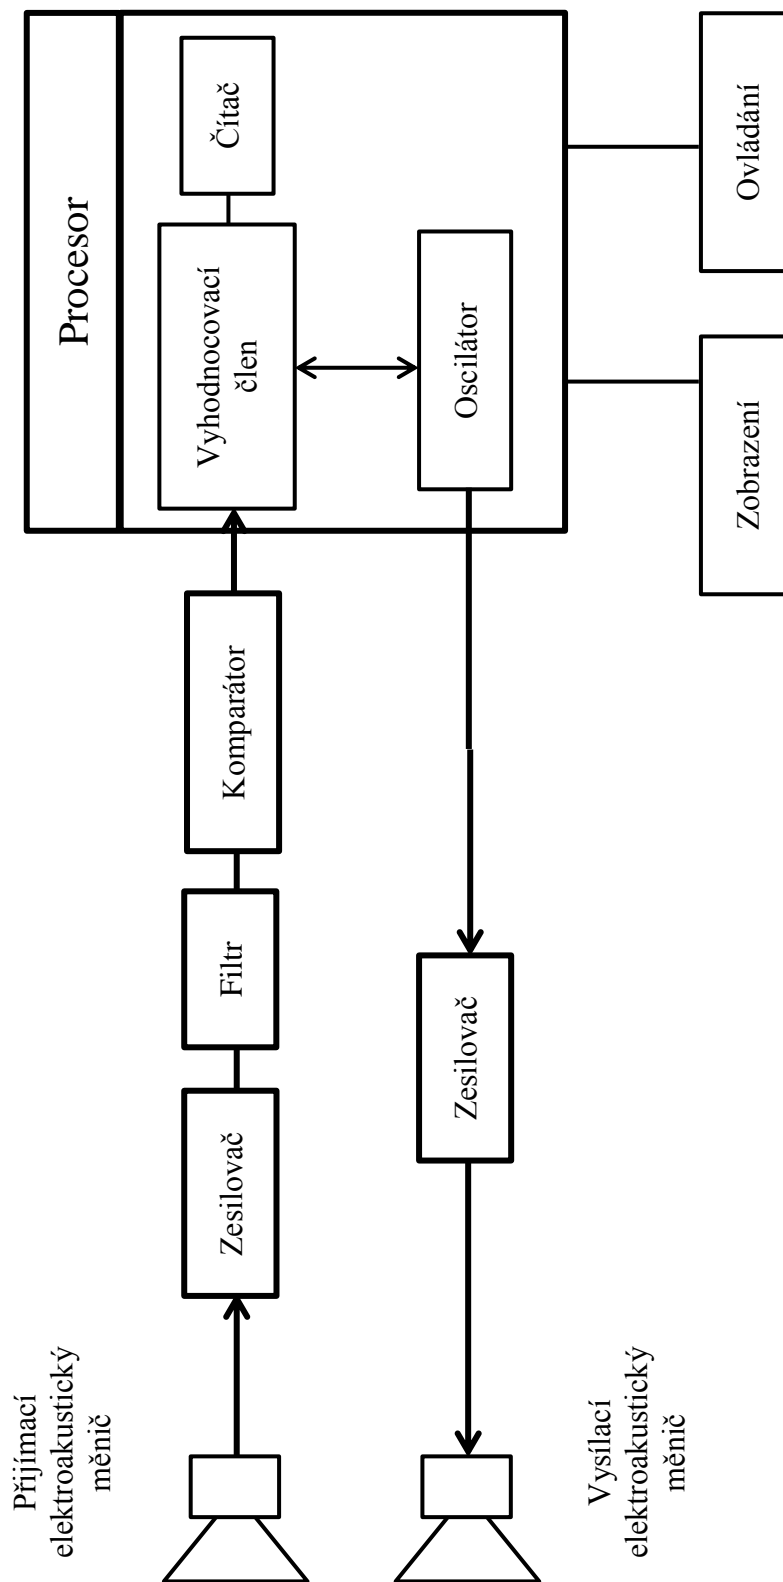 Přijímací
elektroakustický
měnič
Zesilovač
Filtr
Komparátor
Procesor
Vyhodnocovací
člen
Čítač
Oscilátor
Zesilovač
Vysílací
elektroakustický
měnič
Zobrazení
Ovládání